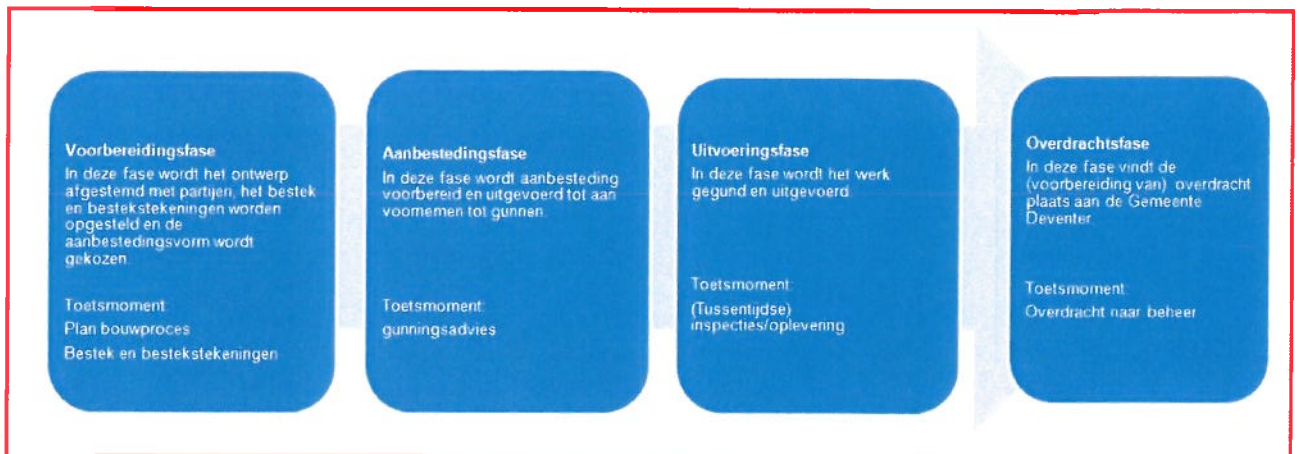 Voorbereidingsfase
In deze fase wordt het ontwerp
afgestemd met partijen, het bestek
en bestekstekeningen worden
opgesteld en de
aanbestedingsvorm wordt
gekozen.
Toetsmoment:
Plan bouwproces
Bestek en bestekstekeningen
Aanbestedingsfase
In deze fase wordt aanbesteding
voorbereid en uitgevoerd tot aan
voornemen tot gunnen.
Toetsmoment:
gunningsadvies
Uitvoeringsfase
In deze fase wordt het werk
gegund en uitgevoerd.
Toetsmoment:
(Tussentijdse)
inspecties/oplevering
Overdrachtsfase
In deze fase vindt de
(voorbereiding van) overdracht
plaats aan de Gemeente
Deventer.
Toetsmoment:
Overdracht naar beheer